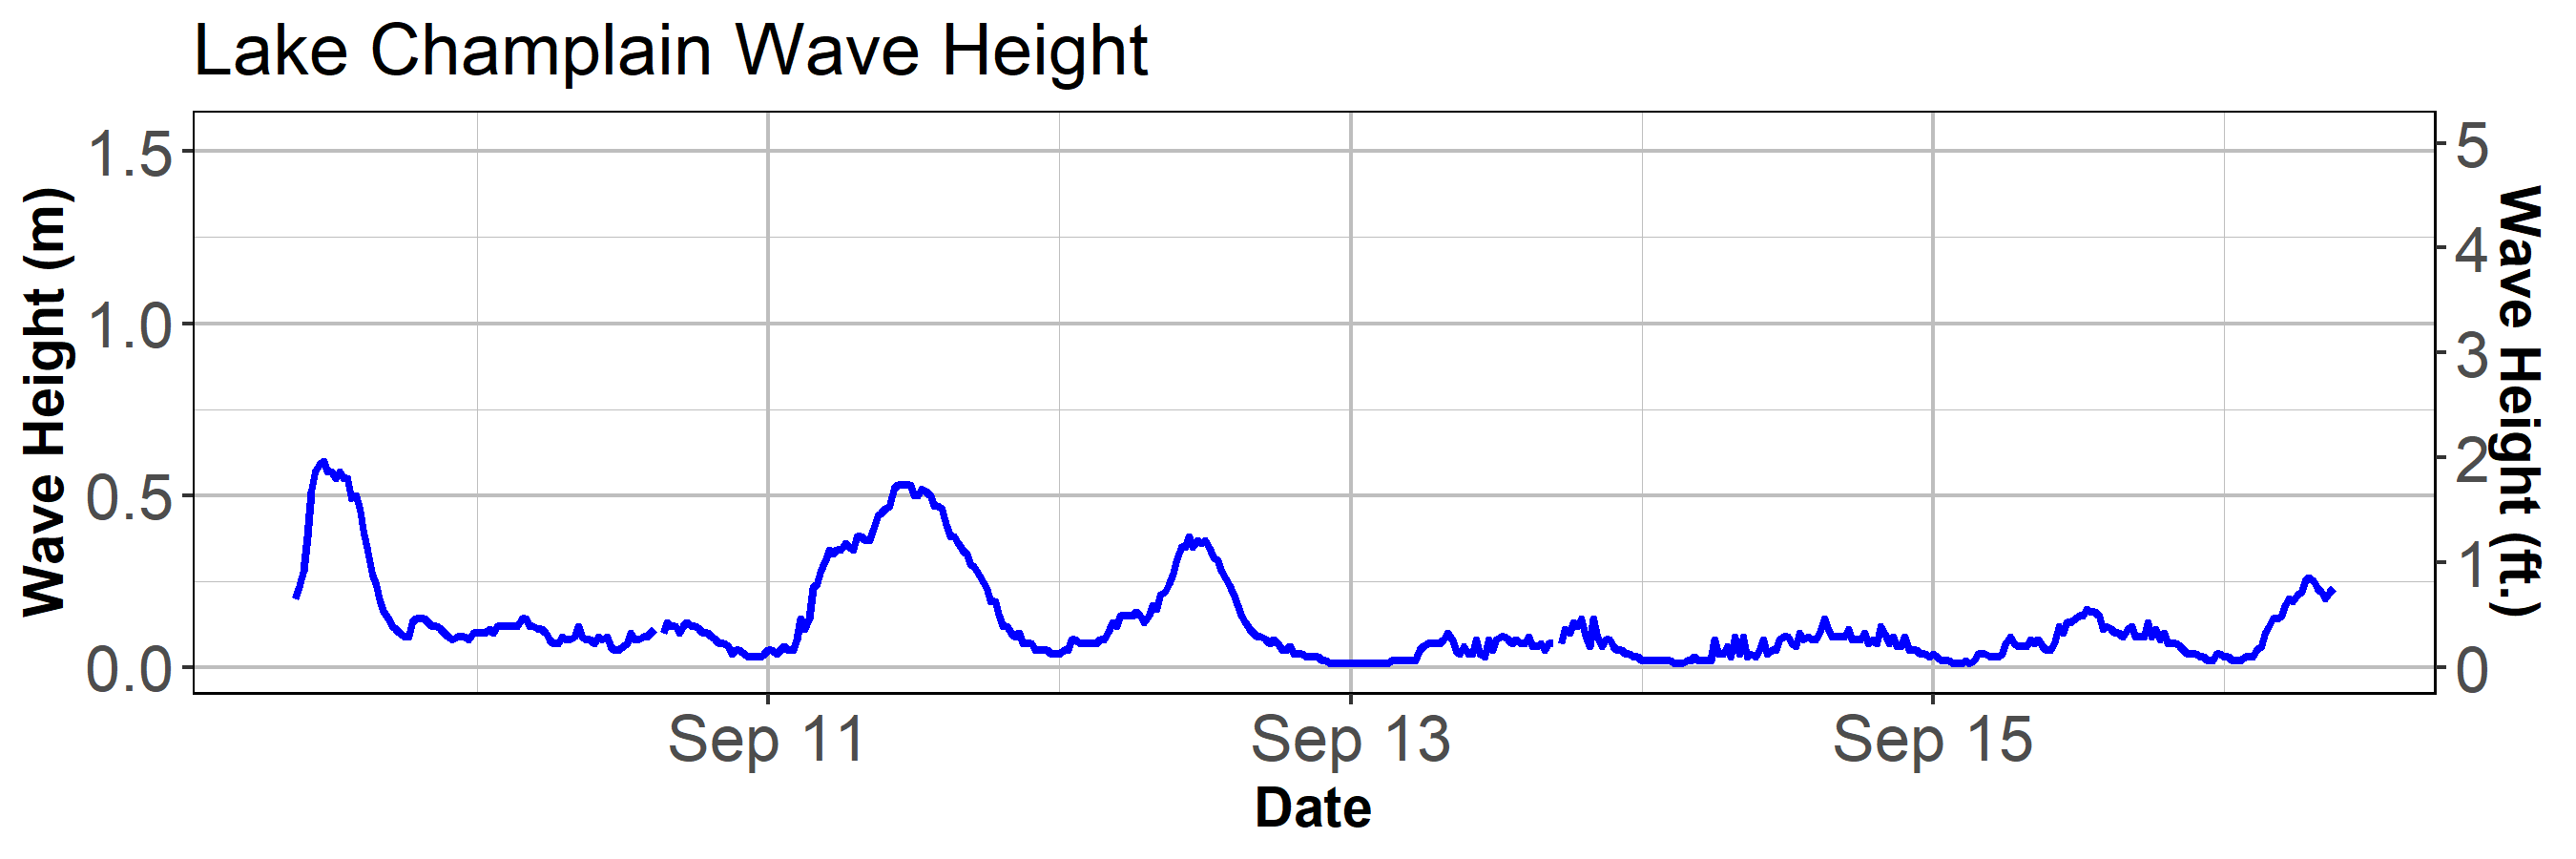 Lake Champlain Wave Height
Wave Height (m)
1.5
1.0
0.5
0.0
5
4
3
2
1
0
Wave Height (ft.)
Sep 11
Sep 13
Sep 15
Date